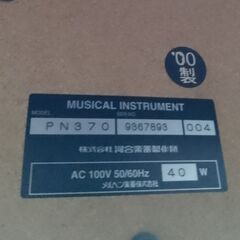 '00
製
MUSICAL INSTRUMENT
MODEL SERIAL NO.
PN370 9367893 004
株式会社 河合楽器製作所
AC 100V 50/60Hz 40 W
メルヘン楽器株式会社